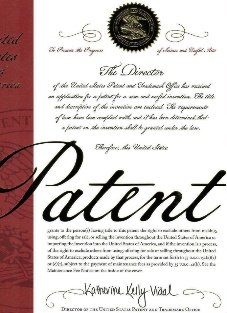 To Promote the Progress of Science and Useful Arts
The Director
of the United States Patent and Trademark Office has received
an application for a patent for a new and useful invention. The title
and description of the invention are enclosed. The requirements
of law have been complied with, and it has been determined that
a patent on the invention shall be granted under the law.
Therefore, this United States
Patent
grants to the person(s) having title to this patent the right to exclude others from making,
using, offering for sale, or selling the invention throughout the United States of America or
importing the invention into the United States of America, and if the invention is a process,
of the right to exclude others from using, offering for sale or selling throughout the United
States of America, products made by that process, for the term set forth in 35 U.S.C. 154(a)(2)
or (c)(1), subject to the payment of maintenance fees as provided by 35 U.S.C. 41(b). See the
Maintenance Fee Notice on the inside of the cover.
Katherine Kelly Vidal
Director of the United States Patent and Trademark Office